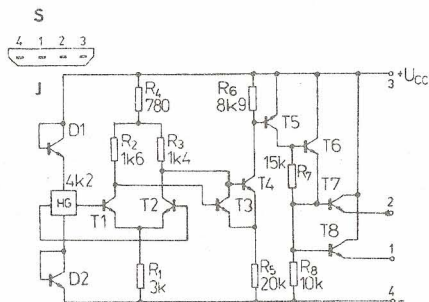 S
4 1 2 3
J
R4
780
R6
8k9
3 +UCC
D1
R2
1k6
R3
1k4
T5
T6
15k
R7
4k2
HG
T1
T2
T3
T4
T7
2
T8
1
D2
R1
3k
R5
20k
R8
10k
4